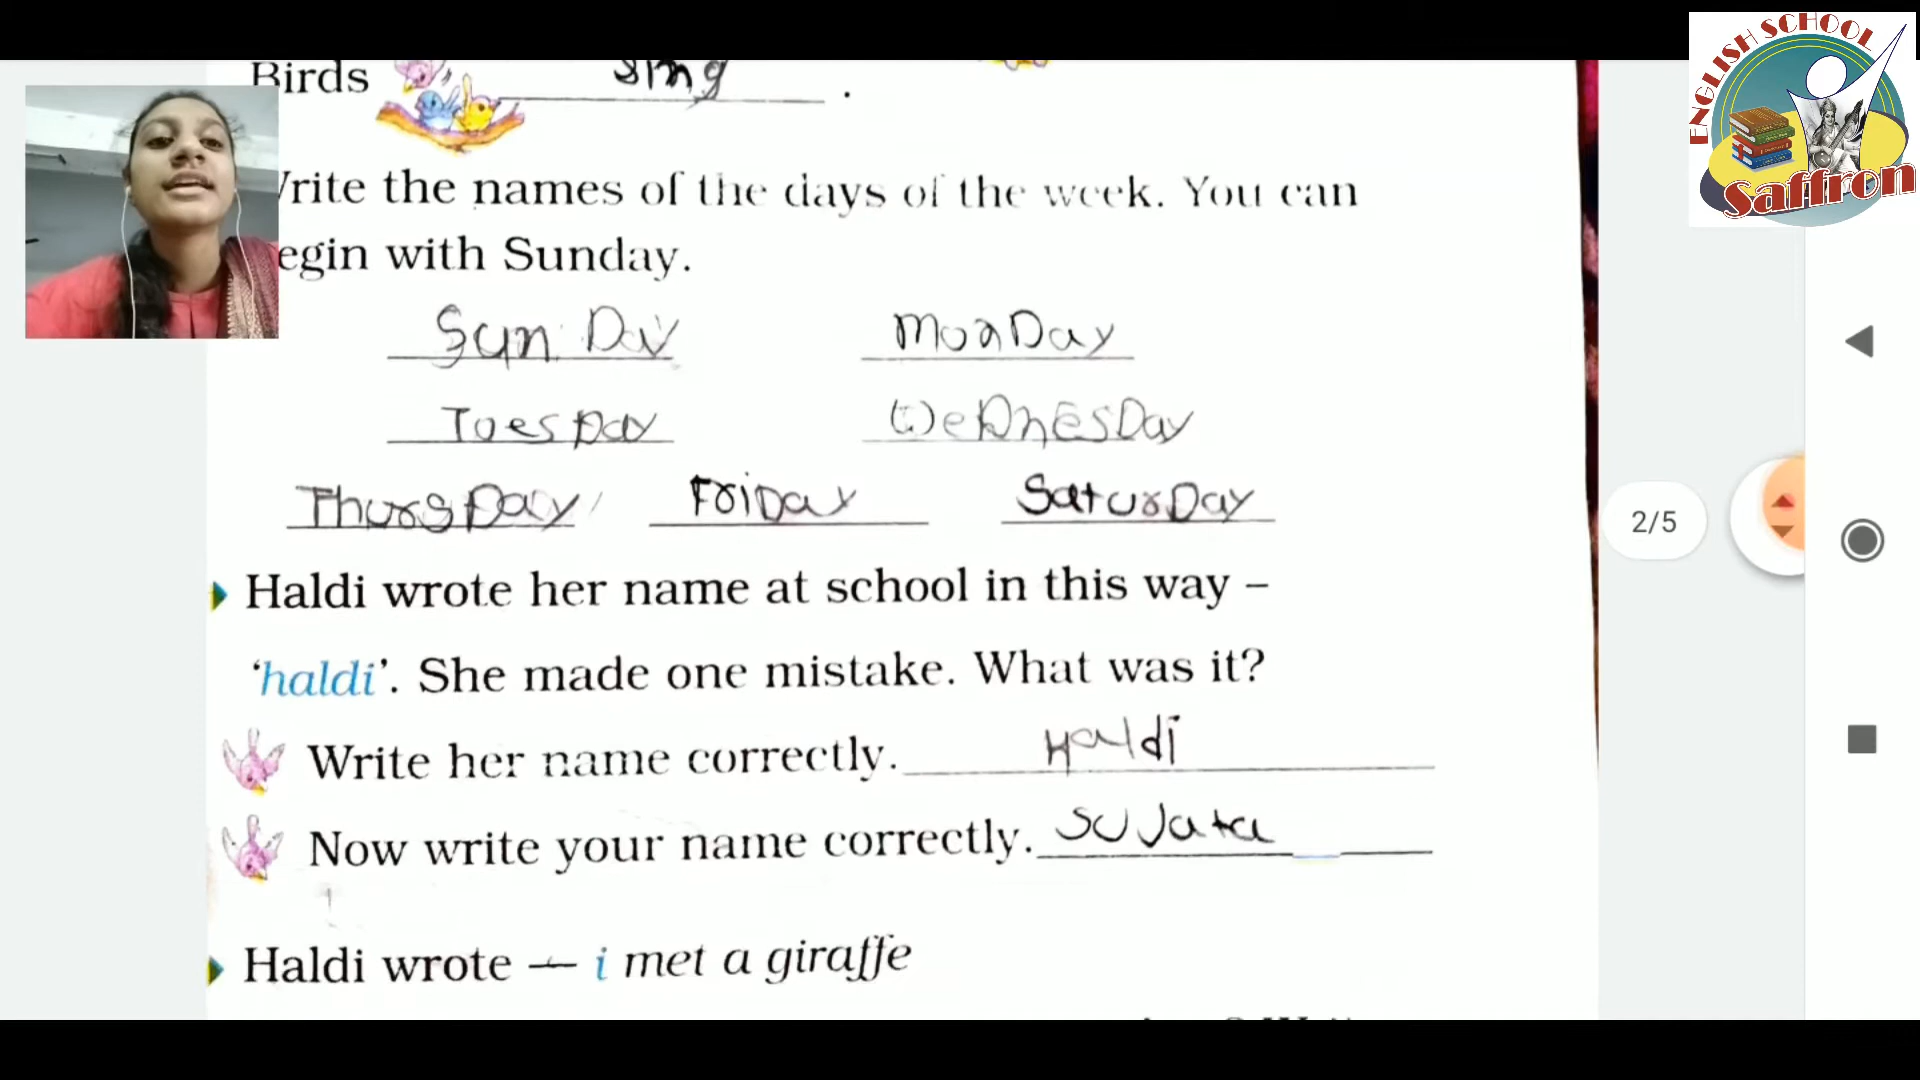 ENGLISH SCHOOL
Saffron
Birds sing .
Write the names of the days of the week. You can
egin with Sunday.
Sun Day MonDay
Toes Day WeDnesDay
ThursDay FriDay SaturDay
Haldi wrote her name at school in this way –
‘haldi’. She made one mistake. What was it?
Write her name correctly. Haldi
Now write your name correctly. SUJata
Haldi wrote — i met a giraffe
2/5